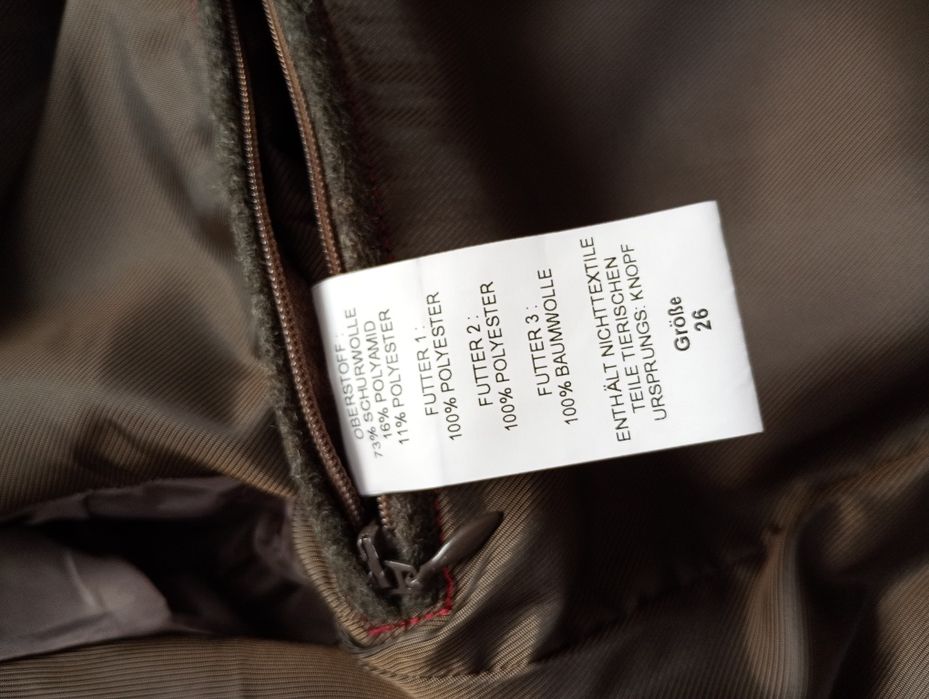 OBERSTOFF :
73% SCHURWOLLE
16% POLYAMID
11% POLYESTER
FUTTER 1 :
100% POLYESTER
FUTTER 2 :
100% POLYESTER
FUTTER 3 :
100% BAUMWOLLE
ENTHÄLT NICHTTEXTILE
TEILE TIERISCHEN
URSPRUNGS: KNOPF
Größe
26